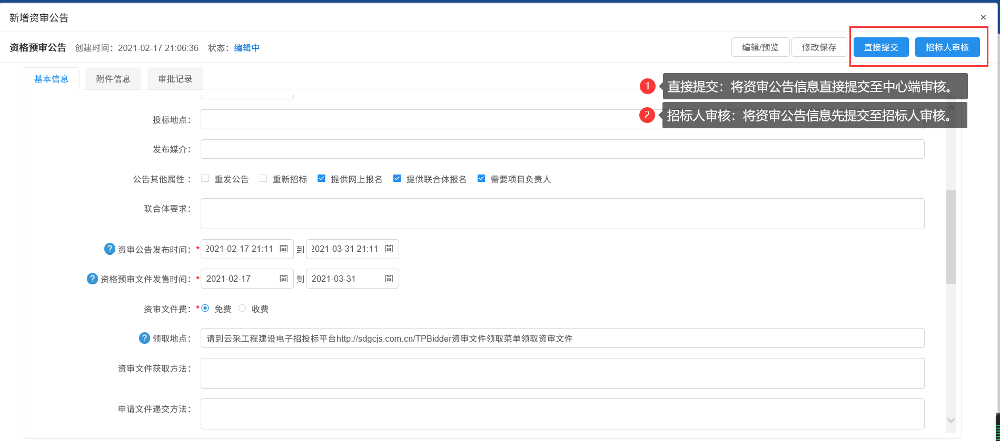 新增资审公告
×
资格预审公告 创建时间：2021-02-17 21:06:36 状态：编辑中 编辑/预览 修改保存 直接提交 招标人审核
基本信息 附件信息 审批记录
1 直接提交：将资审公告信息直接提交至中心端审核。
2 招标人审核：将资审公告信息先提交至招标人审核。
投标地点：
发布媒介：
公告其他属性： 重发公告 重新招标 提供网上报名 提供联合体报名 需要项目负责人
联合体要求：
? 资审公告发布时间：* 2021-02-17 21:11 到 2021-03-31 21:11
? 资格预审文件发售时间：* 2021-02-17 到 2021-03-31
资审文件费：* 免费 收费
? 领取地点： 请到云采工程建设电子招投标平台http://sdgcjs.com.cn/TPBidder资审文件领取菜单领取资审文件
资审文件获取方法：
申请文件递交方法：